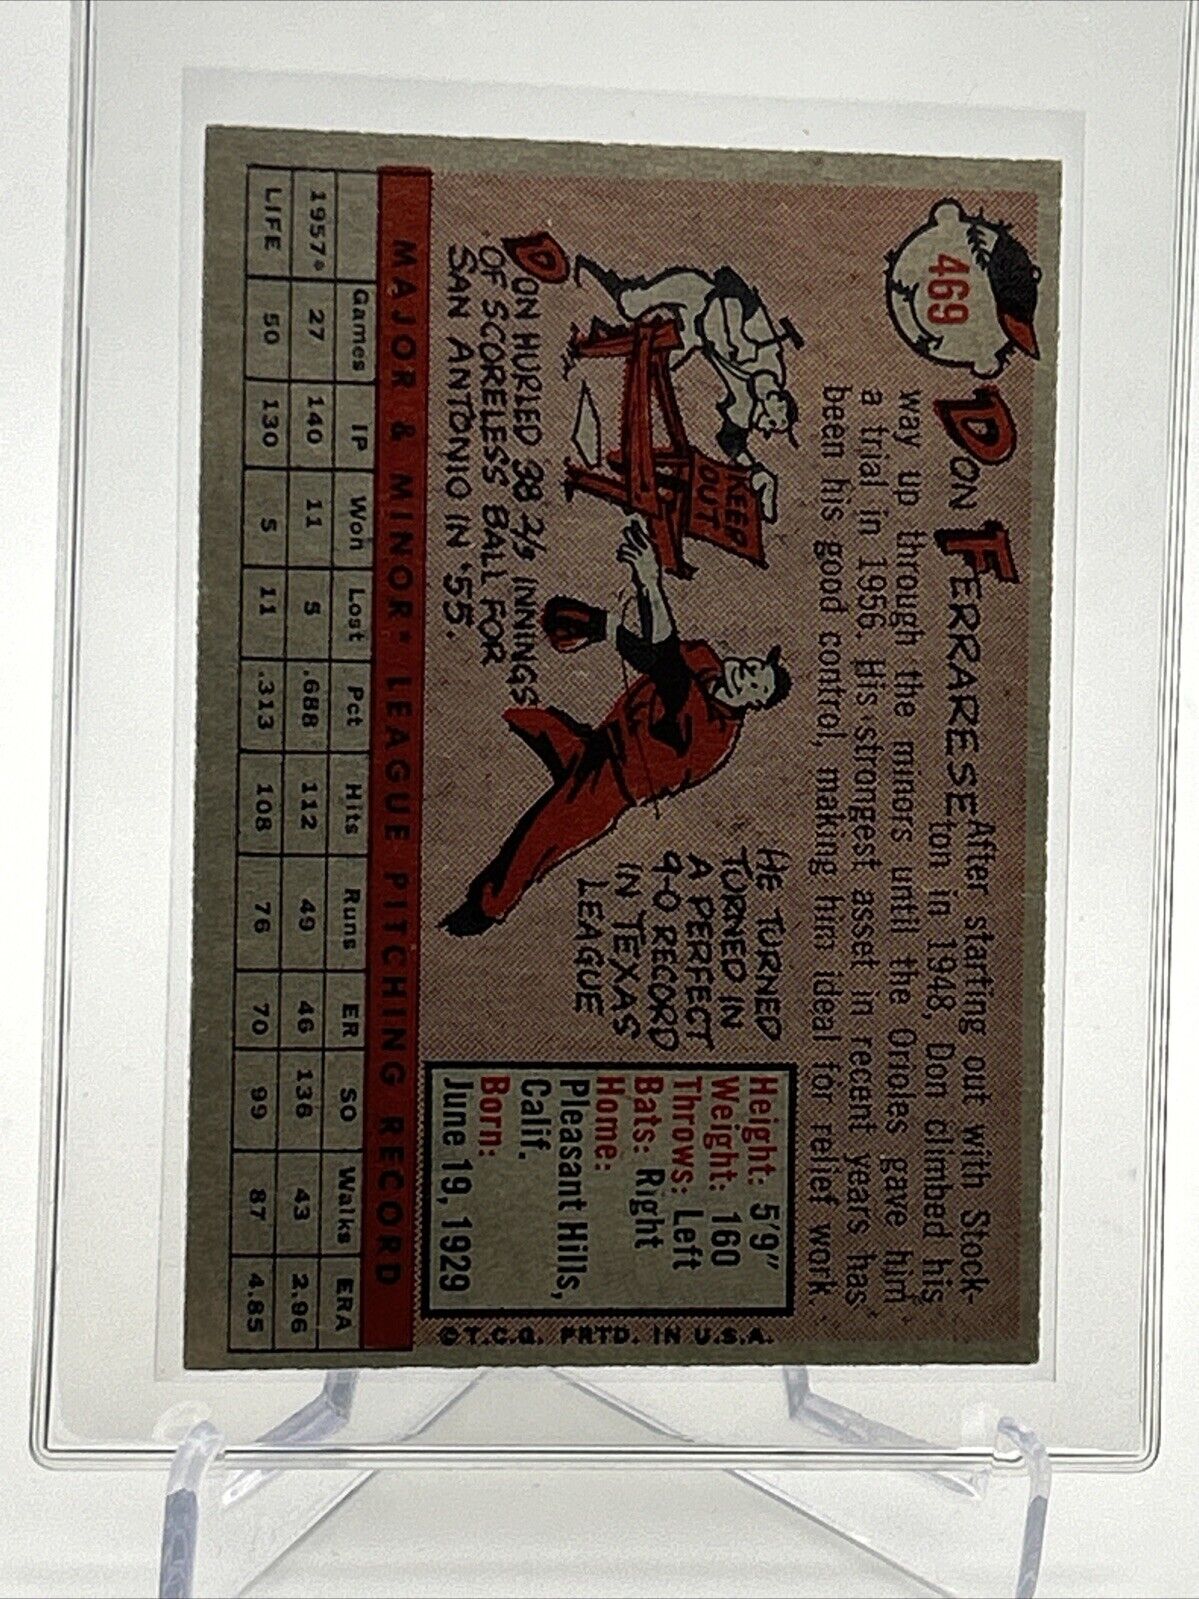 469
DON FERRARESE
After starting out with Stock-
ton in 1948, Don climbed his
way up through the minors until the Orioles gave him
a trial in 1956. His strongest asset in recent years has
been his good control, making him ideal for relief work.
KEEP
OUT
DON HURLED 38 2/3 INNINGS
OF SCORELESS BALL FOR
SAN ANTONIO IN '55.
HE TURNED
TURNED IN
A PERFECT
9-0 RECORD
IN TEXAS
LEAGUE
Height: 5'9"
Weight: 160
Throws: Left
Bats: Right
Home:
Pleasant Hills,
Calif.
Born:
June 19, 1929
© T.C.G. PRTD. IN U.S.A.
MAJOR & MINOR* LEAGUE PITCHING RECORD
Games IP Won Lost Pct Hits Runs ER SO Walks ERA
1957* 27 140 11 5 .688 112 49 46 136 43 2.96
LIFE 50 130 5 11 .313 108 76 70 99 87 4.85